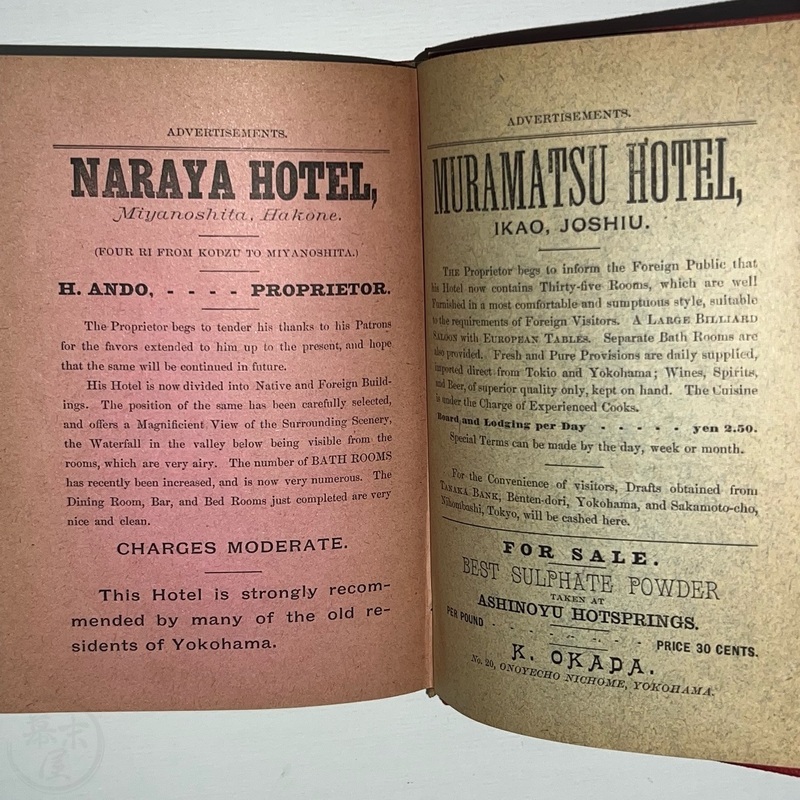 ADVERTISEMENTS.
NARAYA HOTEL,
Miyanoshita, Hakone.
(FOUR RI FROM KODZU TO MIYANOSHITA.)
H. ANDO, - - - - PROPRIETOR.
The Proprietor begs to tender his thanks to his Patrons
for the favors extended to him up to the present, and hope
that the same will be continued in future.
His Hotel is now divided into Native and Foreign Build-
ings. The position of the same has been carefully selected,
and offers a Magnificient View of the Surrounding Scenery,
the Waterfall in the valley below being visible from the
rooms, which are very airy. The number of BATH ROOMS
has recently been increased, and is now very numerous. The
Dining Room, Bar, and Bed Rooms just completed are very
nice and clean.
CHARGES MODERATE.
This Hotel is strongly recom-
mended by many of the old re-
sidents of Yokohama.
ADVERTISEMENTS.
MURAMATSU HOTEL,
IKAO, JOSHIU.
THE Proprietor begs to inform the Foreign Public that
his Hotel now contains Thirty-five Rooms, which are well
Furnished in a most comfortable and sumptuous style, suitable
to the requirements of Foreign Visitors. A LARGE BILLIARD
SALOON with EUROPEAN TABLES. Separate Bath Rooms are
also provided. Fresh and Pure Provisions are daily supplied,
imported direct from Tokio and Yokohama; Wines, Spirits,
and Beer, of superior quality only, kept on hand. The Cuisine
is under the Charge of Experienced Cooks.
Board and Lodging per Day - - - - - yen 2.50.
Special Terms can be made by the day, week or month.
For the Convenience of visitors, Drafts obtained from
TANAKA BANK, Benten-dori, Yokohama, and Sakamoto-cho,
Nihombashi, Tokyo, will be cashed here.
FOR SALE.
BEST SULPHATE POWDER
TAKEN AT
ASHINOYU HOTSPRINGS.
PER POUND - - - - - - - - PRICE 30 CENTS.
K. OKADA.
No. 20, ONOYECHO NICHOME, YOKOHAMA.
幕末屋